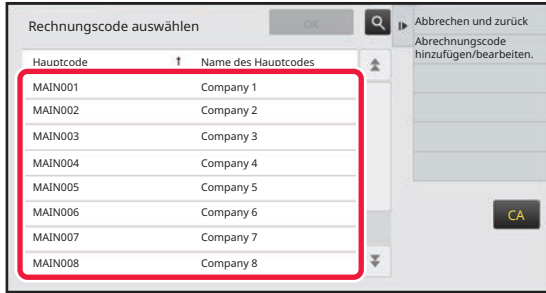 Rechnungscode auswählen
OK
Abbrechen und zurück
Abrechnungscode
hinzufügen/bearbeiten.
Hauptcode ↑ Name des Hauptcodes
MAIN001 Company 1
MAIN002 Company 2
MAIN003 Company 3
MAIN004 Company 4
MAIN005 Company 5
MAIN006 Company 6
MAIN007 Company 7
MAIN008 Company 8
CA